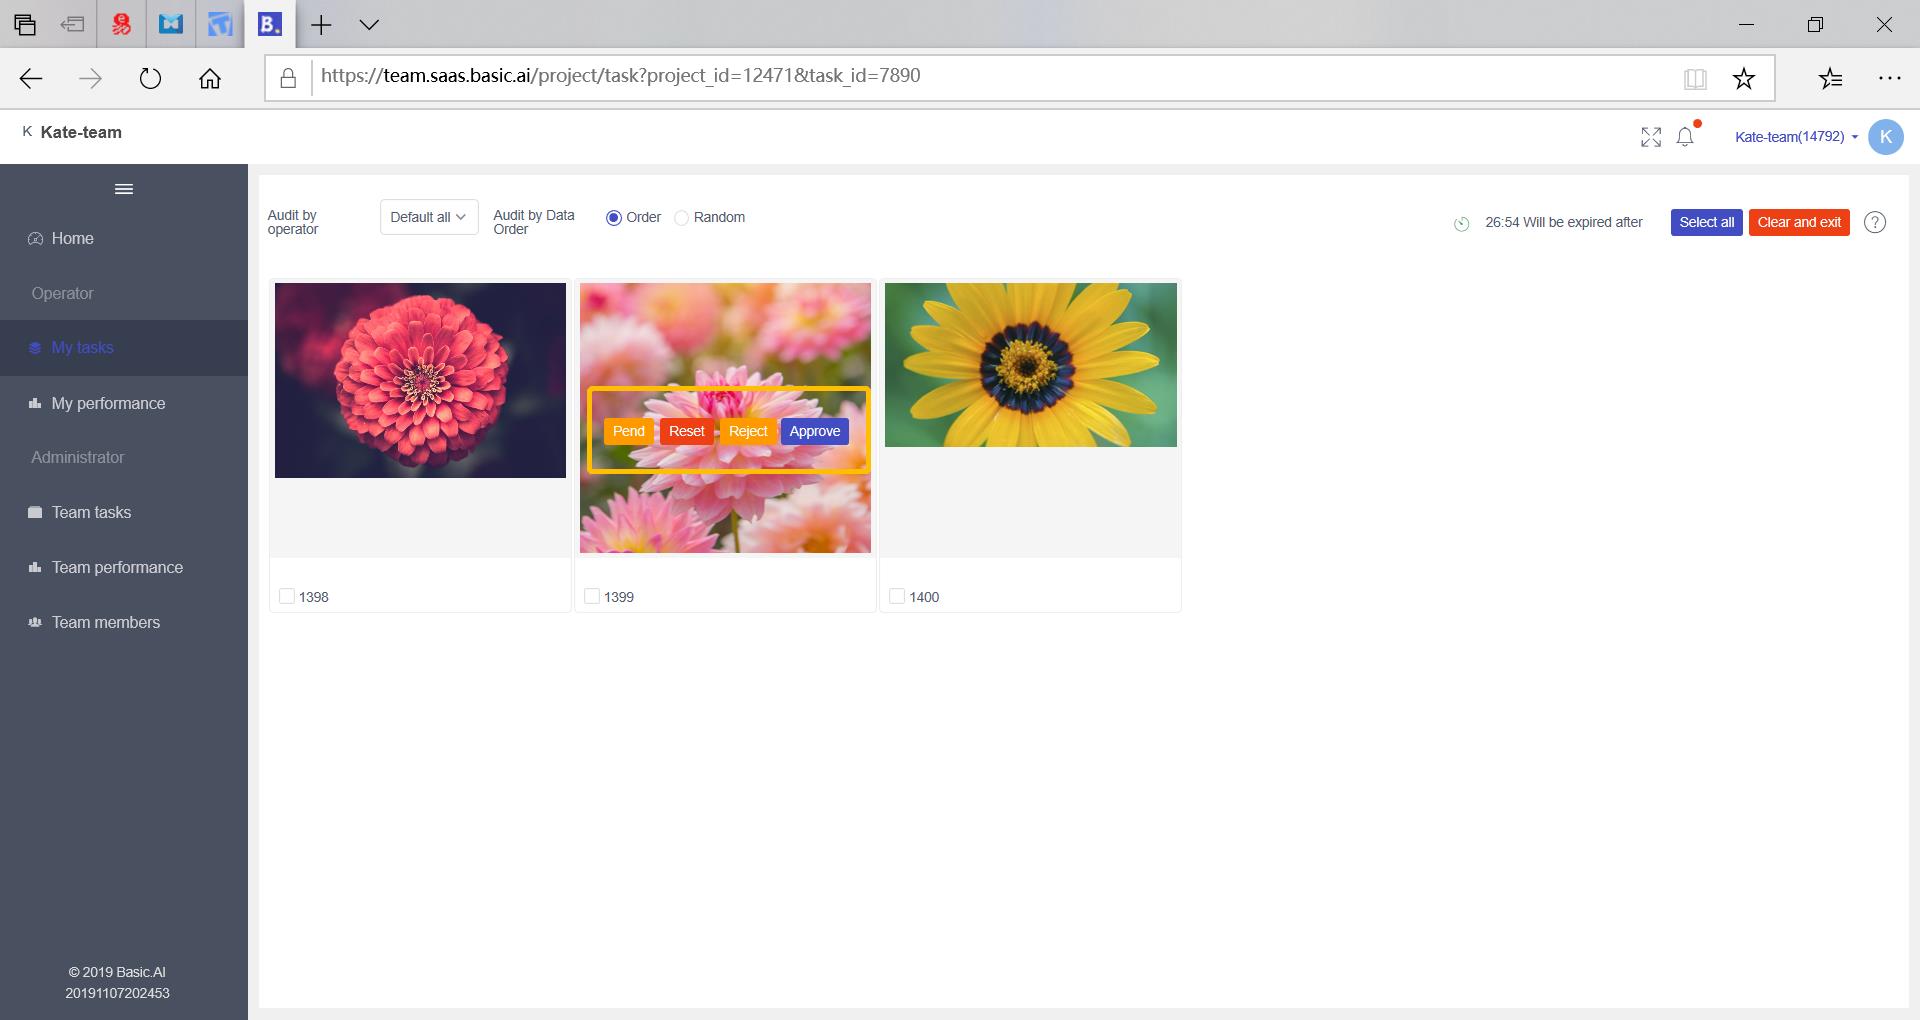 B.
https://team.saas.basic.ai/project/task?project_id=12471&task_id=7890
K Kate-team
Kate-team(14792)
K
Home
Operator
My tasks
My performance
Administrator
Team tasks
Team performance
Team members
© 2019 Basic.AI
20191107202453
Audit by
operator
Default all
Audit by Data
Order
Order
Random
26:54 Will be expired after
Select all
Clear and exit
?
Pend
Reset
Reject
Approve
1398
1399
1400